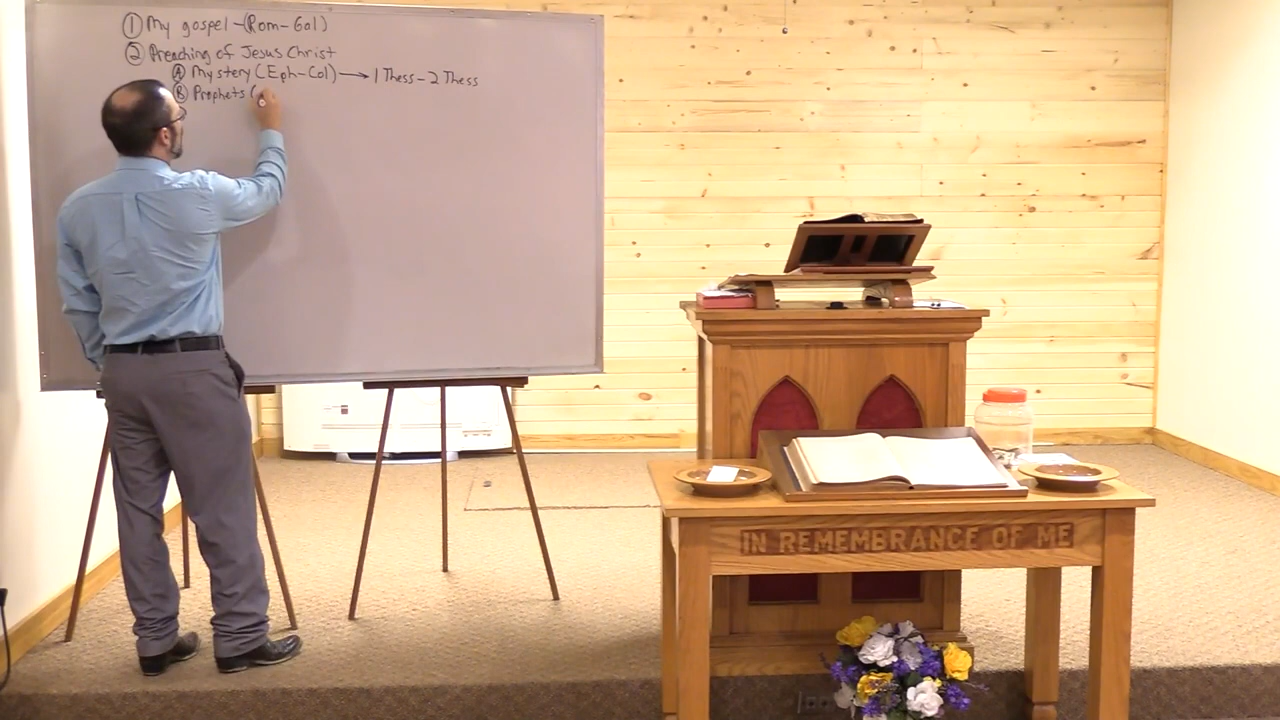 ① My gospel - (Rom - Gal)
② Preaching of Jesus Christ
Ⓐ Mystery (Eph - Col) → 1 Thess - 2 Thess
Ⓑ Prophets (
IN REMEMBRANCE OF ME